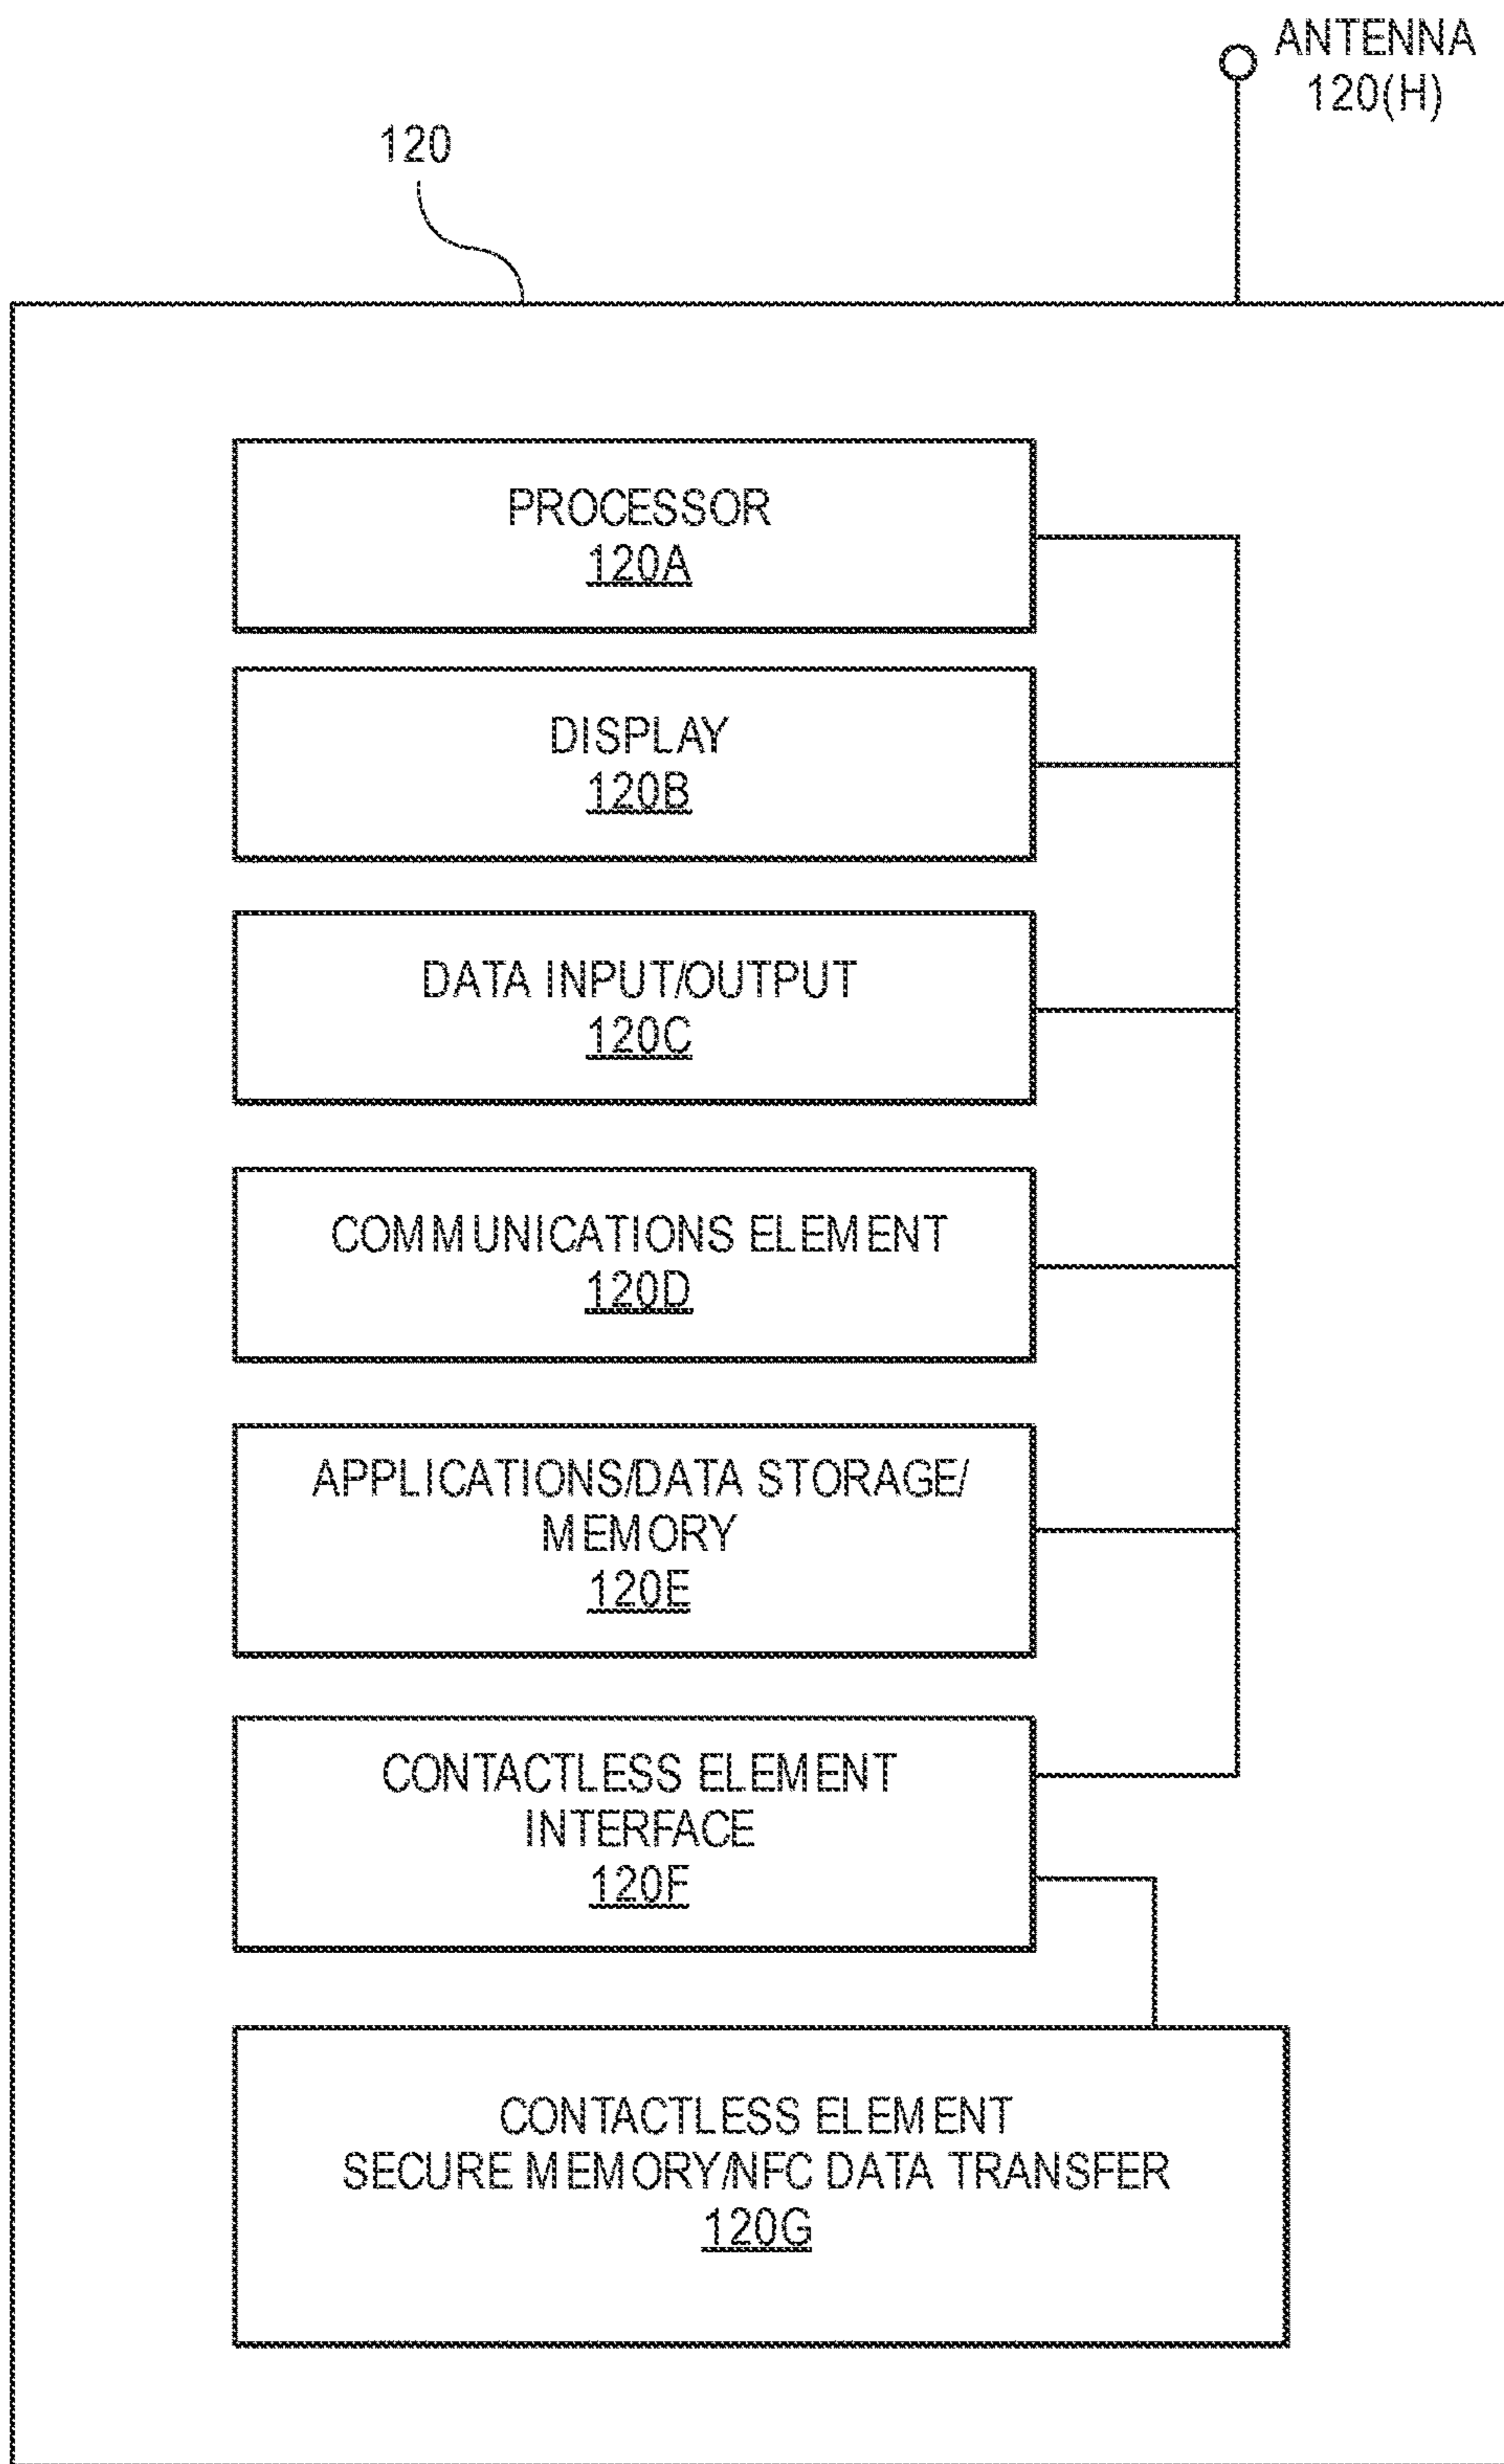 ANTENNA
120(H)
120
PROCESSOR
120A
DISPLAY
120B
DATA INPUT/OUTPUT
120C
COMMUNICATIONS ELEMENT
120D
APPLICATIONS/DATA STORAGE/
MEMORY
120E
CONTACTLESS ELEMENT
INTERFACE
120F
CONTACTLESS ELEMENT
SECURE MEMORY/NFC DATA TRANSFER
120G